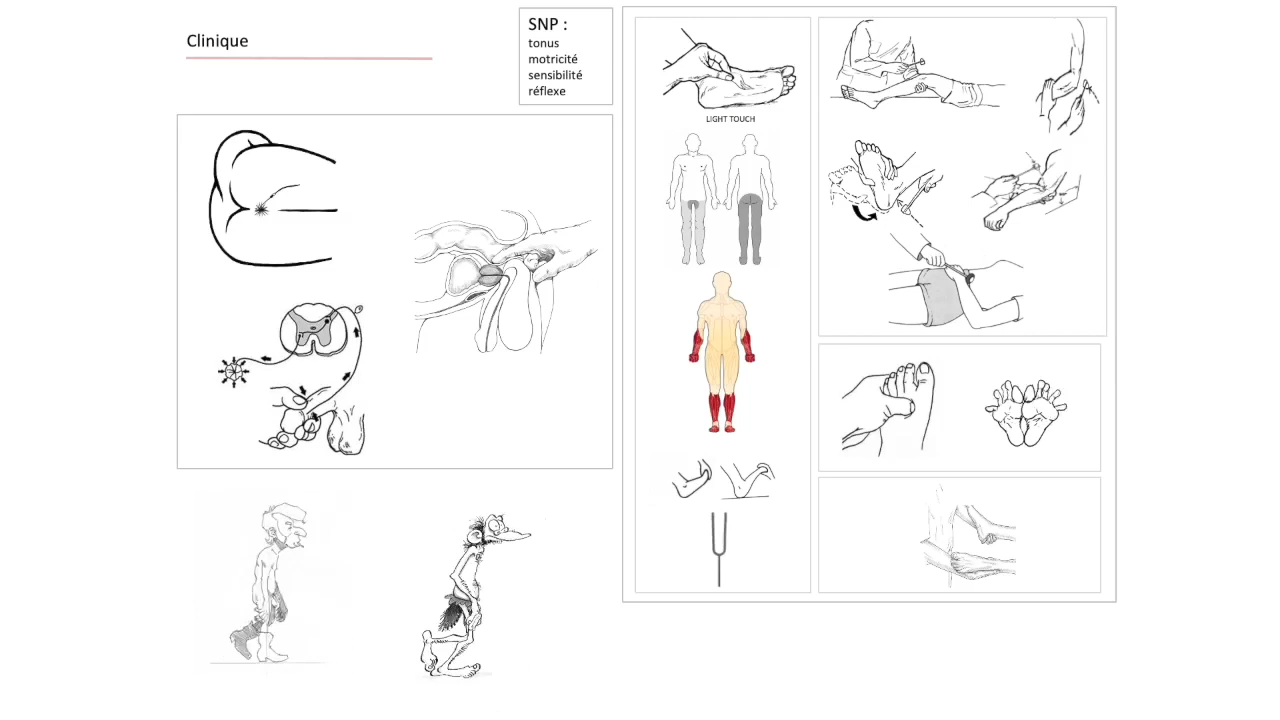 Clinique
SNP :
tonus
motricité
sensibilité
réflexe
LIGHT TOUCH